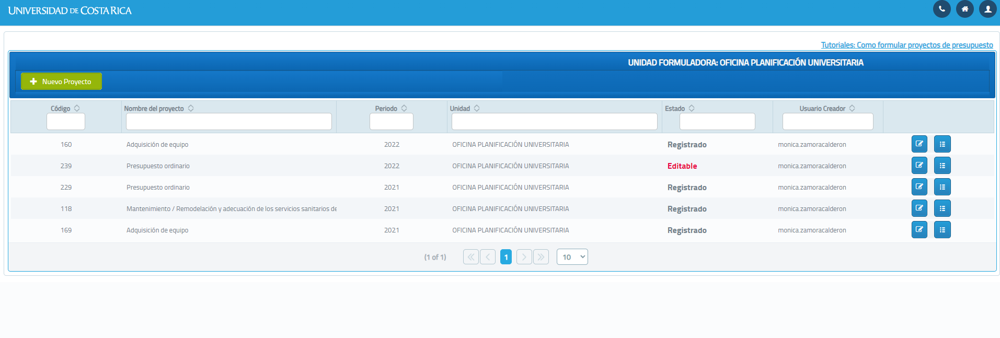 UNIVERSIDAD DE COSTA RICA
Tutoriales: Como formular proyectos de presupuesto
UNIDAD FORMULADORA: OFICINA PLANIFICACIÓN UNIVERSITARIA
Nuevo Proyecto
Código Nombre del proyecto Periodo Unidad Estado Usuario Creador
160 Adquisición de equipo 2022 OFICINA PLANIFICACIÓN UNIVERSITARIA Registrado monica.zamoracalderon
239 Presupuesto ordinario 2022 OFICINA PLANIFICACIÓN UNIVERSITARIA Editable monica.zamoracalderon
229 Presupuesto ordinario 2021 OFICINA PLANIFICACIÓN UNIVERSITARIA Registrado monica.zamoracalderon
118 Mantenimiento / Remodelación y adecuación de los servicios sanitarios de 2021 OFICINA PLANIFICACIÓN UNIVERSITARIA Registrado monica.zamoracalderon
169 Adquisición de equipo 2021 OFICINA PLANIFICACIÓN UNIVERSITARIA Registrado monica.zamoracalderon
(1 of 1) 1 10